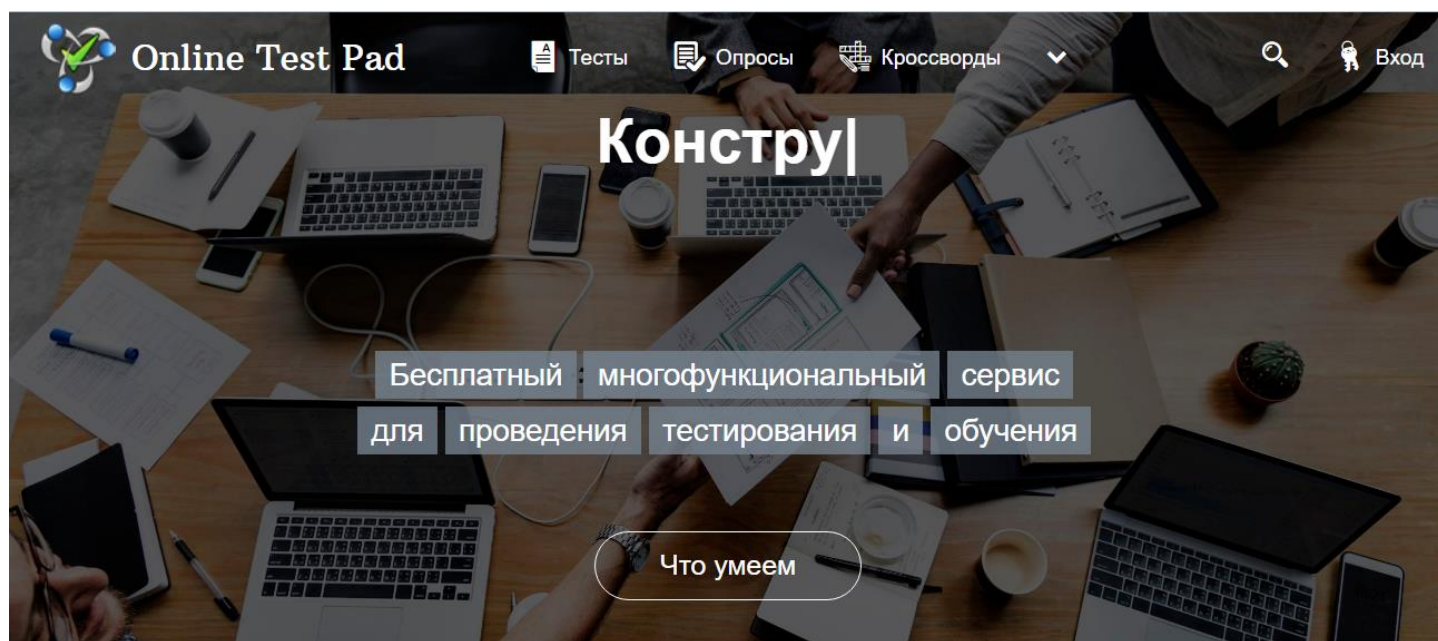 Online Test Pad
Тесты
Опросы
Кроссворды
Вход
Констру|
Бесплатный многофункциональный сервис
для проведения тестирования и обучения
Что умеем